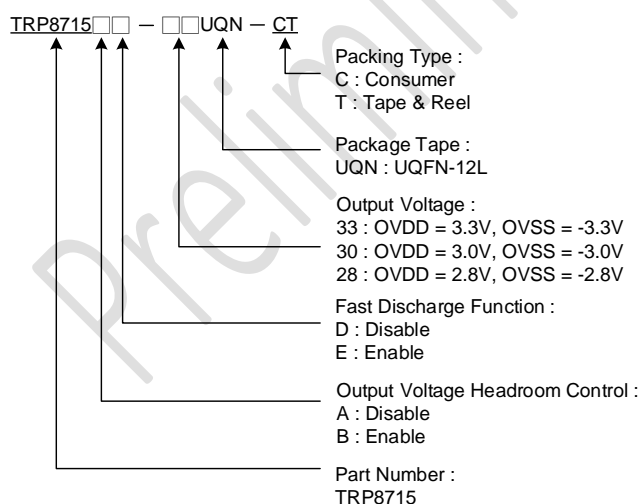 TRP8715□□ – □□UQN – CT
Packing Type :
C : Consumer
T : Tape & Reel
Package Tape :
UQN : UQFN-12L
Output Voltage :
33 : OVDD = 3.3V, OVSS = -3.3V
30 : OVDD = 3.0V, OVSS = -3.0V
28 : OVDD = 2.8V, OVSS = -2.8V
Fast Discharge Function :
D : Disable
E : Enable
Output Voltage Headroom Control :
A : Disable
B : Enable
Part Number :
TRP8715
Prelimin